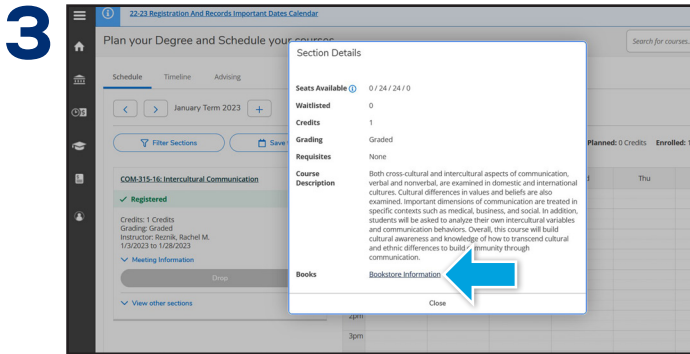 3
22-23 Registration And Records Important Dates Calendar
Plan your Degree and Schedule your courses
Search for courses...
Schedule Timeline Advising
January Term 2023
Filter Sections
Save
Planned: 0 Credits Enrolled: 1
COM-315-16: Intercultural Communication
Registered
Credits: 1 Credits
Grading: Graded
Instructor: Reznik, Rachel M.
1/3/2023 to 1/28/2023
Meeting Information
Drop
View other sections
Thu
2pm
3pm
Section Details
Seats Available 0 / 24 / 24 / 0
Waitlisted 0
Credits 1
Grading Graded
Requisites None
Course Description
Both cross-cultural and intercultural aspects of communication,
verbal and nonverbal, are examined in domestic and international
cultures. Cultural differences in values and beliefs are also
examined. Important dimensions of communication are treated in
specific contexts such as medical, business, and social. In addition,
students will be asked to analyze their own intercultural variables
and communication behaviors. Overall, this course will build
cultural awareness and knowledge of how to transcend cultural
and ethnic differences to build community through
communication.
Books Bookstore Information
Close